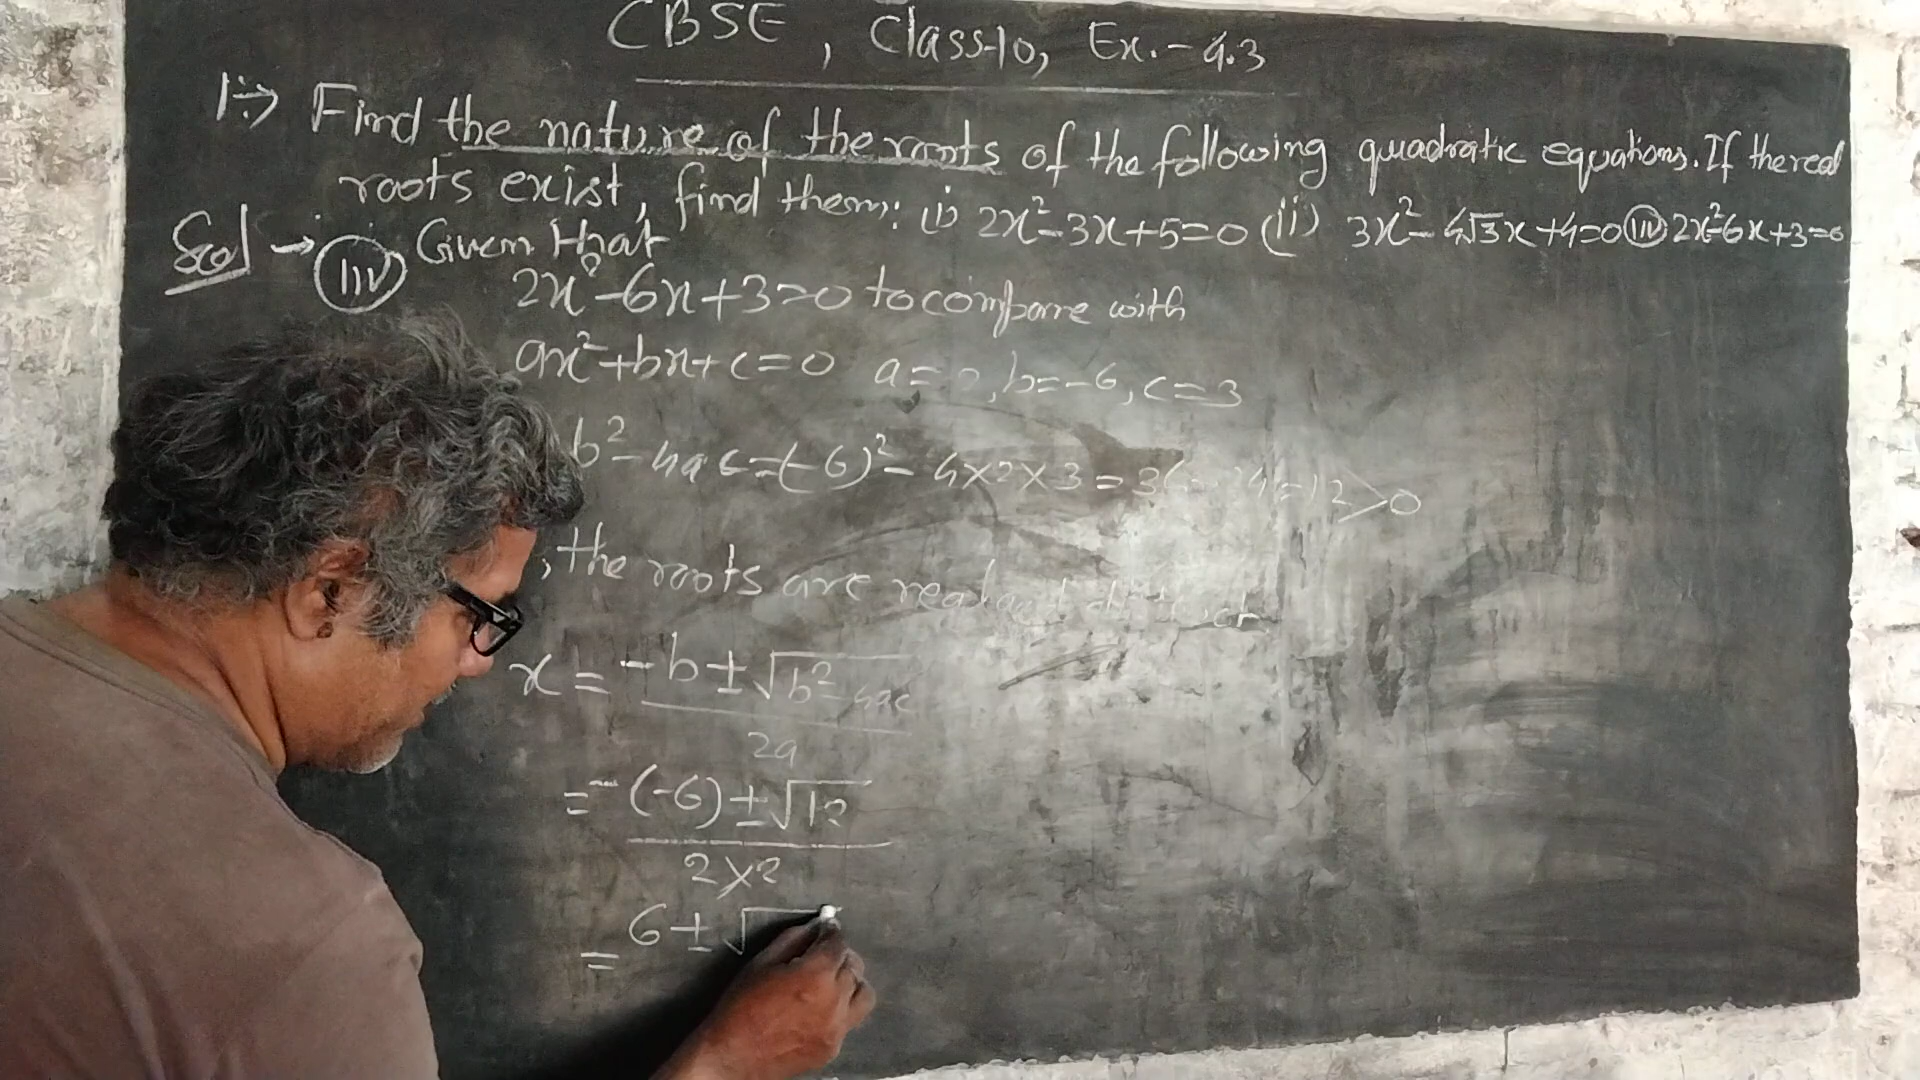 CBSE, Class-10, Ex.-4.3
1:→ Find the nature of the roots of the following quadratic equations. If the real
roots exist, find them: (i) 2x²-3x+5=0 (ii) 3x²-4√3x+4=0 (iii) 2x²-6x+3=0
Sol → (iii) Given that
2x²-6x+3=0 to compare with
ax²+bx+c=0 a=2, b=-6, c=3
b²-4ac=(-6)²-4×2×3=36-24=12>0
, the roots are real and distinct
x = -b±√b²-4ac
2a
= -(-6)±√12
2×2
= 6±√